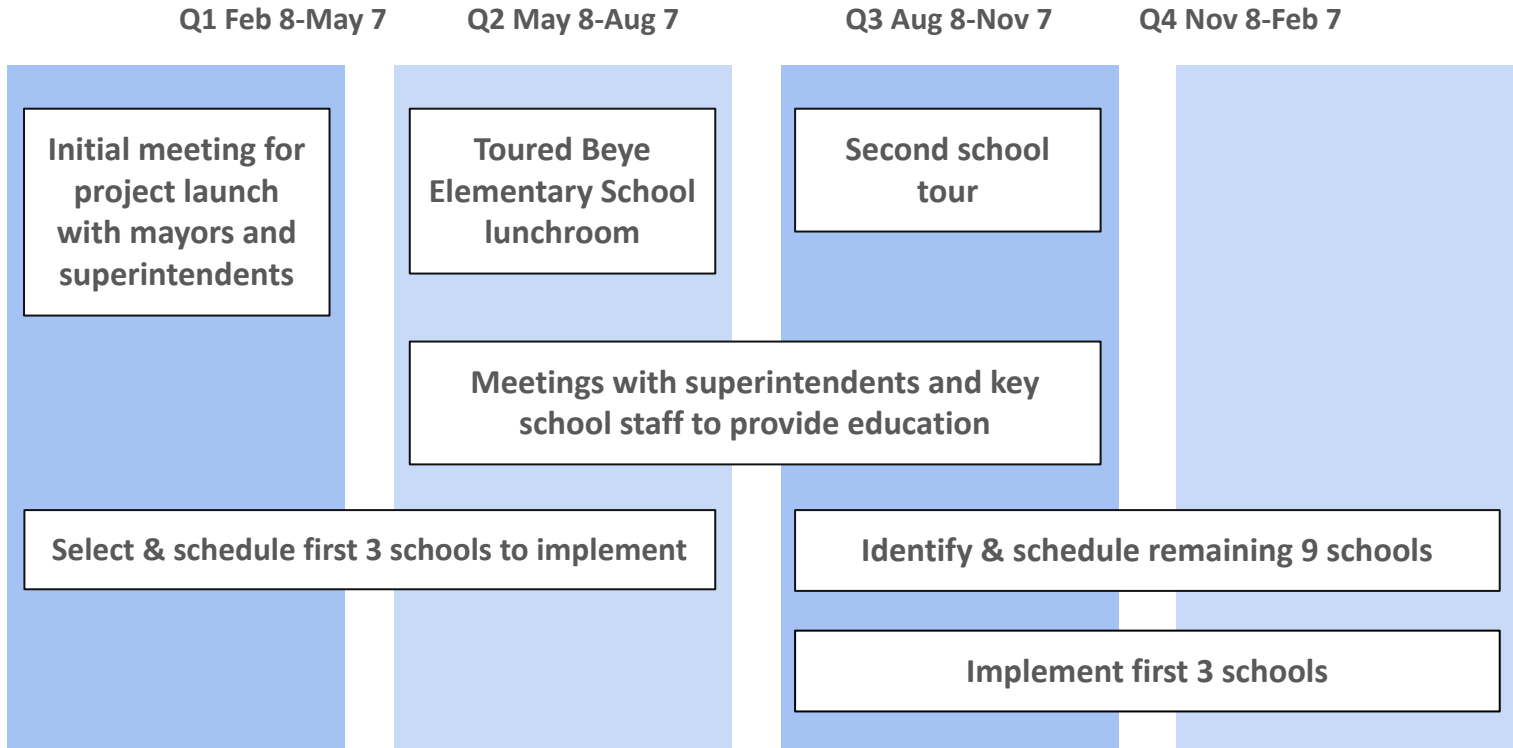 Q1 Feb 8-May 7
Q2 May 8-Aug 7
Q3 Aug 8-Nov 7
Q4 Nov 8-Feb 7
Initial meeting for
project launch
with mayors and
superintendents
Toured Beye
Elementary School
lunchroom
Second school
tour
Meetings with superintendents and key
school staff to provide education
Select & schedule first 3 schools to implement
Identify & schedule remaining 9 schools
Implement first 3 schools